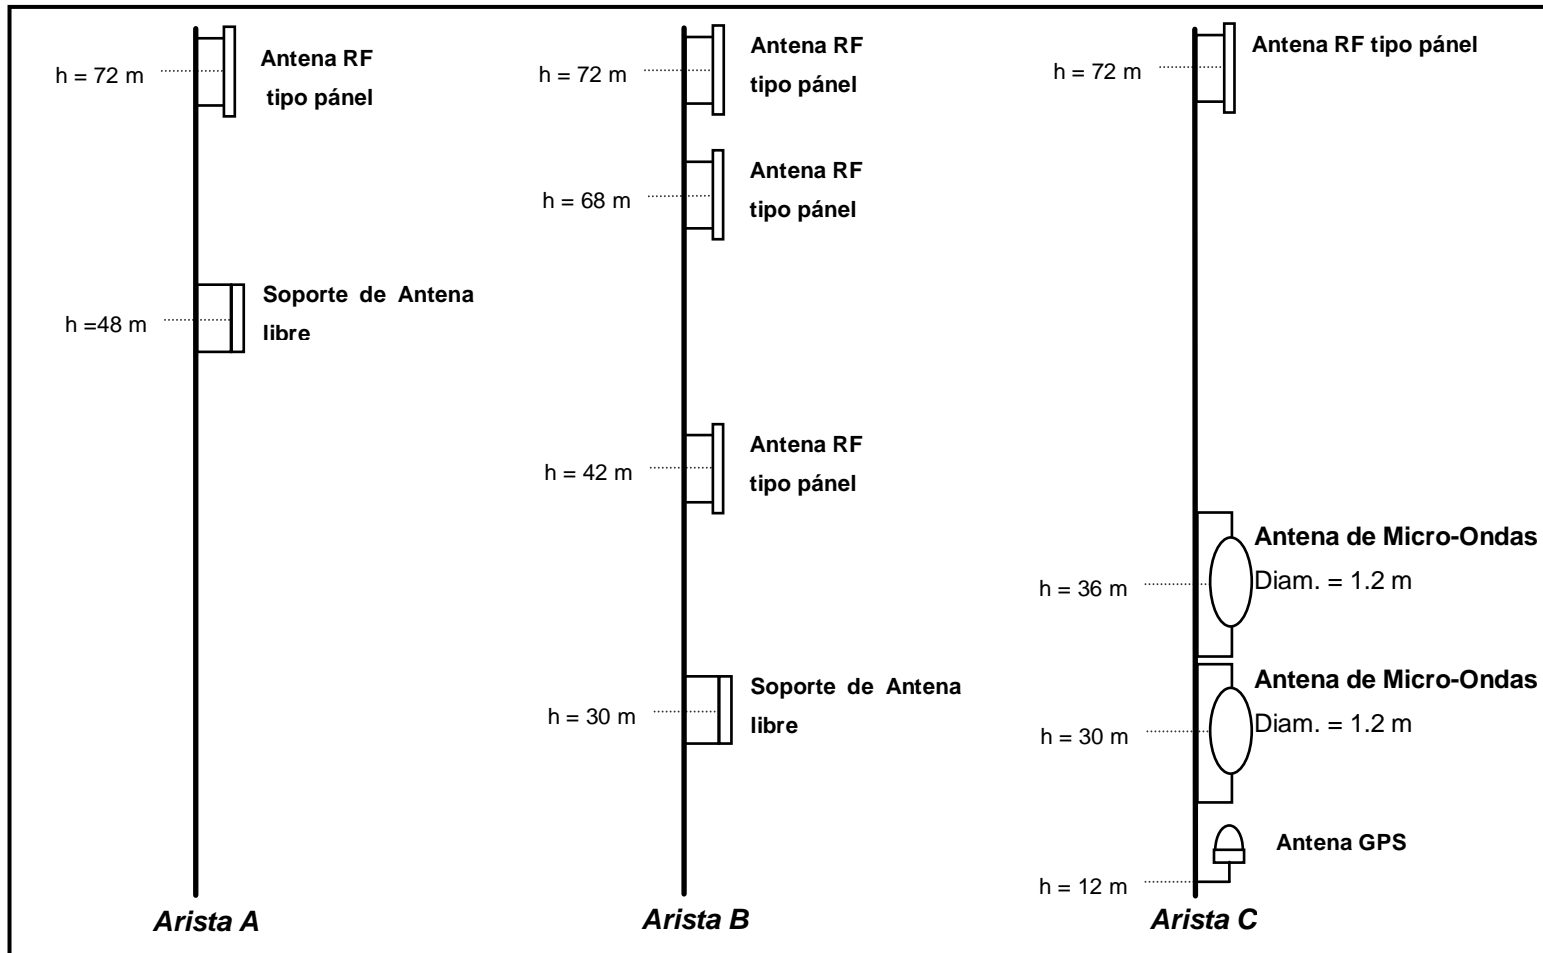 h = 72 m
Antena RF
tipo pánel
h =48 m
Soporte de Antena
libre
Arista A
h = 72 m
Antena RF
tipo pánel
h = 68 m
Antena RF
tipo pánel
h = 42 m
Antena RF
tipo pánel
h = 30 m
Soporte de Antena
libre
Arista B
h = 72 m
Antena RF tipo pánel
h = 36 m
Antena de Micro-Ondas
Diam. = 1.2 m
h = 30 m
Antena de Micro-Ondas
Diam. = 1.2 m
Antena GPS
h = 12 m
Arista C